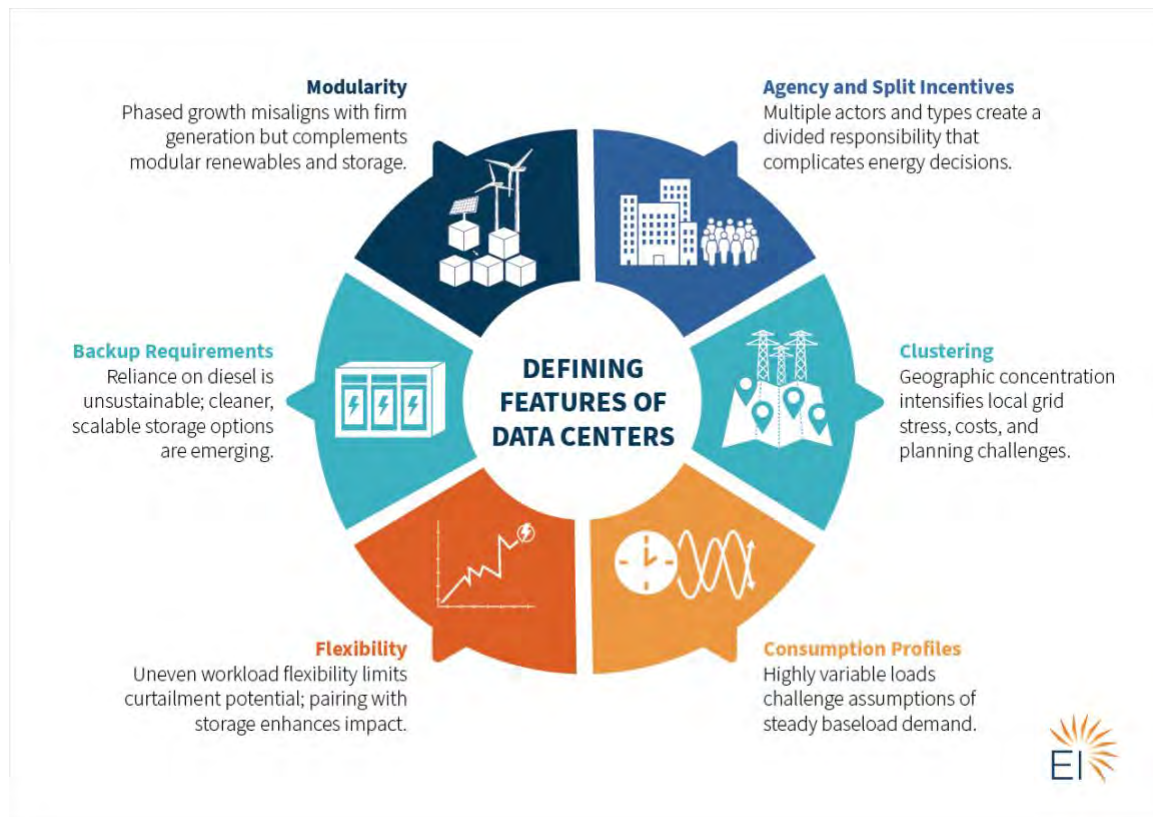 Modularity
Phased growth misaligns with firm
generation but complements
modular renewables and storage.
Agency and Split Incentives
Multiple actors and types create a
divided responsibility that
complicates energy decisions.
Backup Requirements
Reliance on diesel is
unsustainable; cleaner,
scalable storage options
are emerging.
DEFINING
FEATURES OF
DATA CENTERS
Clustering
Geographic concentration
intensifies local grid
stress, costs, and
planning challenges.
Flexibility
Uneven workload flexibility limits
curtailment potential; pairing with
storage enhances impact.
Consumption Profiles
Highly variable loads
challenge assumptions of
steady baseload demand.
EI